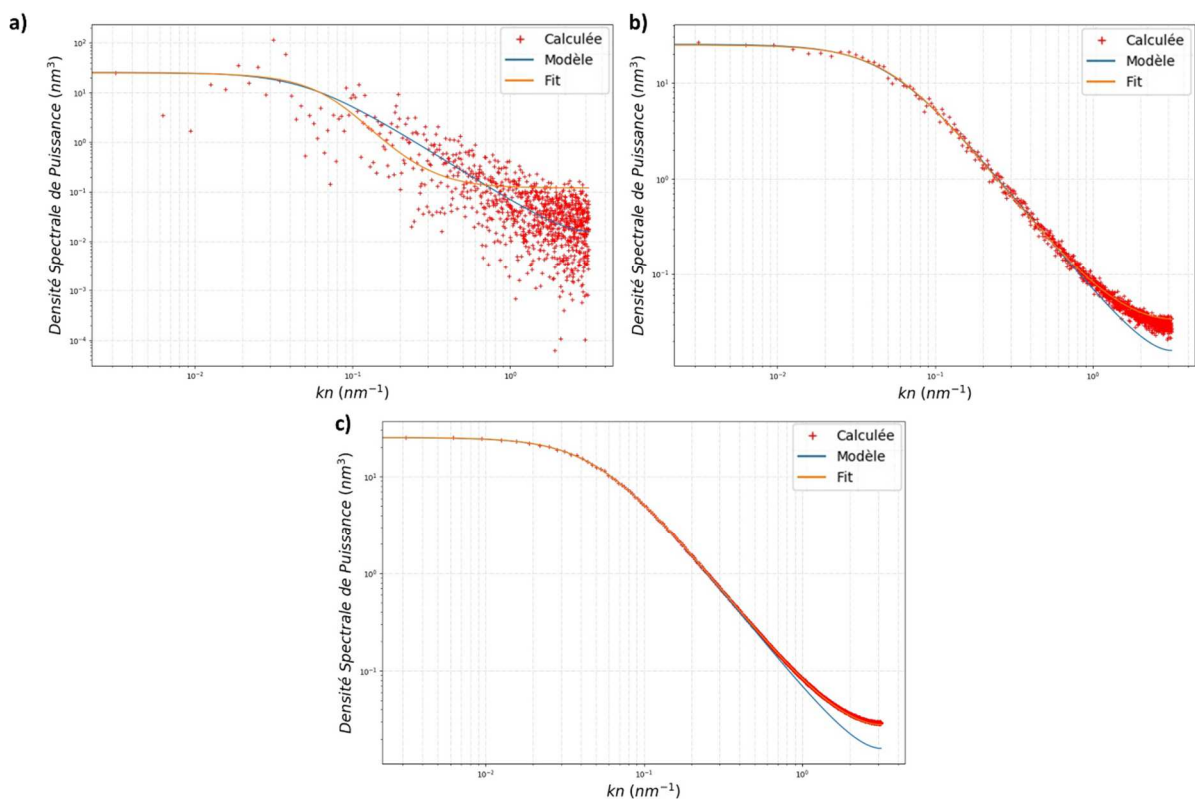 a)
Calculée
Modèle
Fit
Densité Spectrale de Puissance (nm³)
10²
10¹
10⁰
10⁻¹
10⁻²
10⁻³
10⁻⁴
10⁻²
10⁻¹
10⁰
kn (nm⁻¹)
b)
Calculée
Modèle
Fit
Densité Spectrale de Puissance (nm³)
10¹
10⁰
10⁻¹
10⁻²
10⁻¹
10⁰
kn (nm⁻¹)
c)
Calculée
Modèle
Fit
Densité Spectrale de Puissance (nm³)
10¹
10⁰
10⁻¹
10⁻²
10⁻¹
10⁰
kn (nm⁻¹)